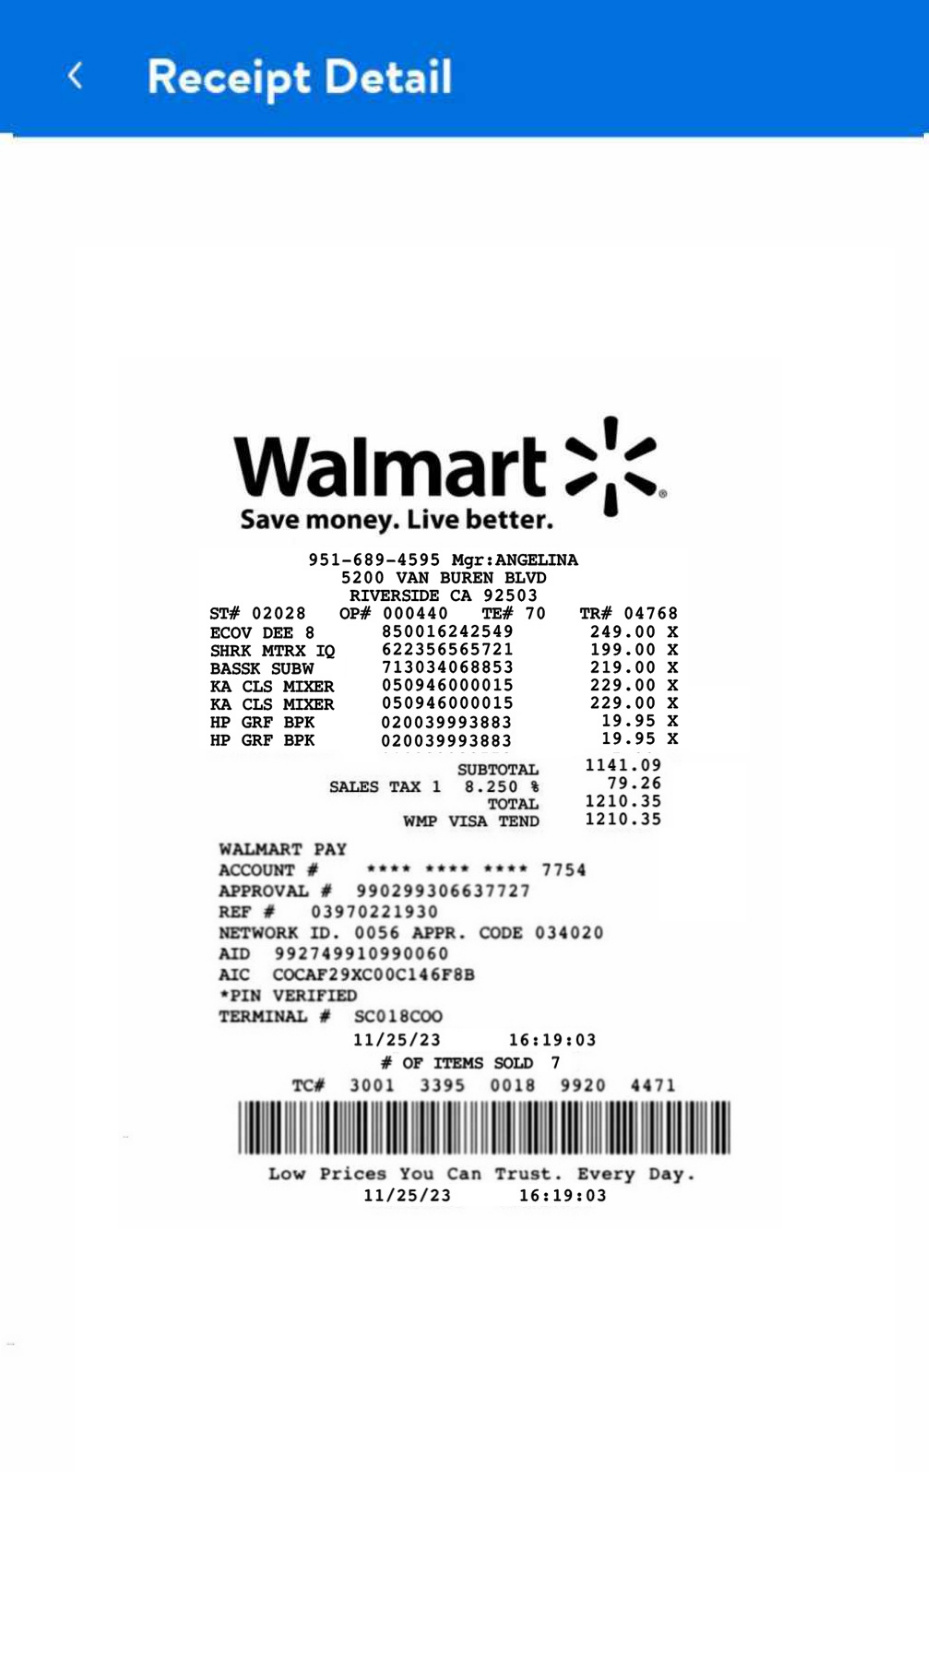 Receipt Detail
Walmart
Save money. Live better.
951-689-4595 Mgr:ANGELINA
5200 VAN BUREN BLVD
RIVERSIDE CA 92503
ST# 02028 OP# 000440 TE# 70 TR# 04768
ECOV DEE 8 850016242549 249.00 X
SHRK MTRX IQ 622356565721 199.00 X
BASSK SUBW 713034068853 219.00 X
KA CLS MIXER 050946000015 229.00 X
KA CLS MIXER 050946000015 229.00 X
HP GRF BPK 020039993883 19.95 X
HP GRF BPK 020039993883 19.95 X
SUBTOTAL 1141.09
SALES TAX 1 8.250 % 79.26
TOTAL 1210.35
WMP VISA TEND 1210.35
WALMART PAY
ACCOUNT # **** **** **** 7754
APPROVAL # 990299306637727
REF # 03970221930
NETWORK ID. 0056 APPR. CODE 034020
AID 992749910990060
AIC COCAF29XC00C146F8B
*PIN VERIFIED
TERMINAL # SC018COO
11/25/23 16:19:03
# OF ITEMS SOLD 7
TC# 3001 3395 0018 9920 4471
Low Prices You Can Trust. Every Day.
11/25/23 16:19:03